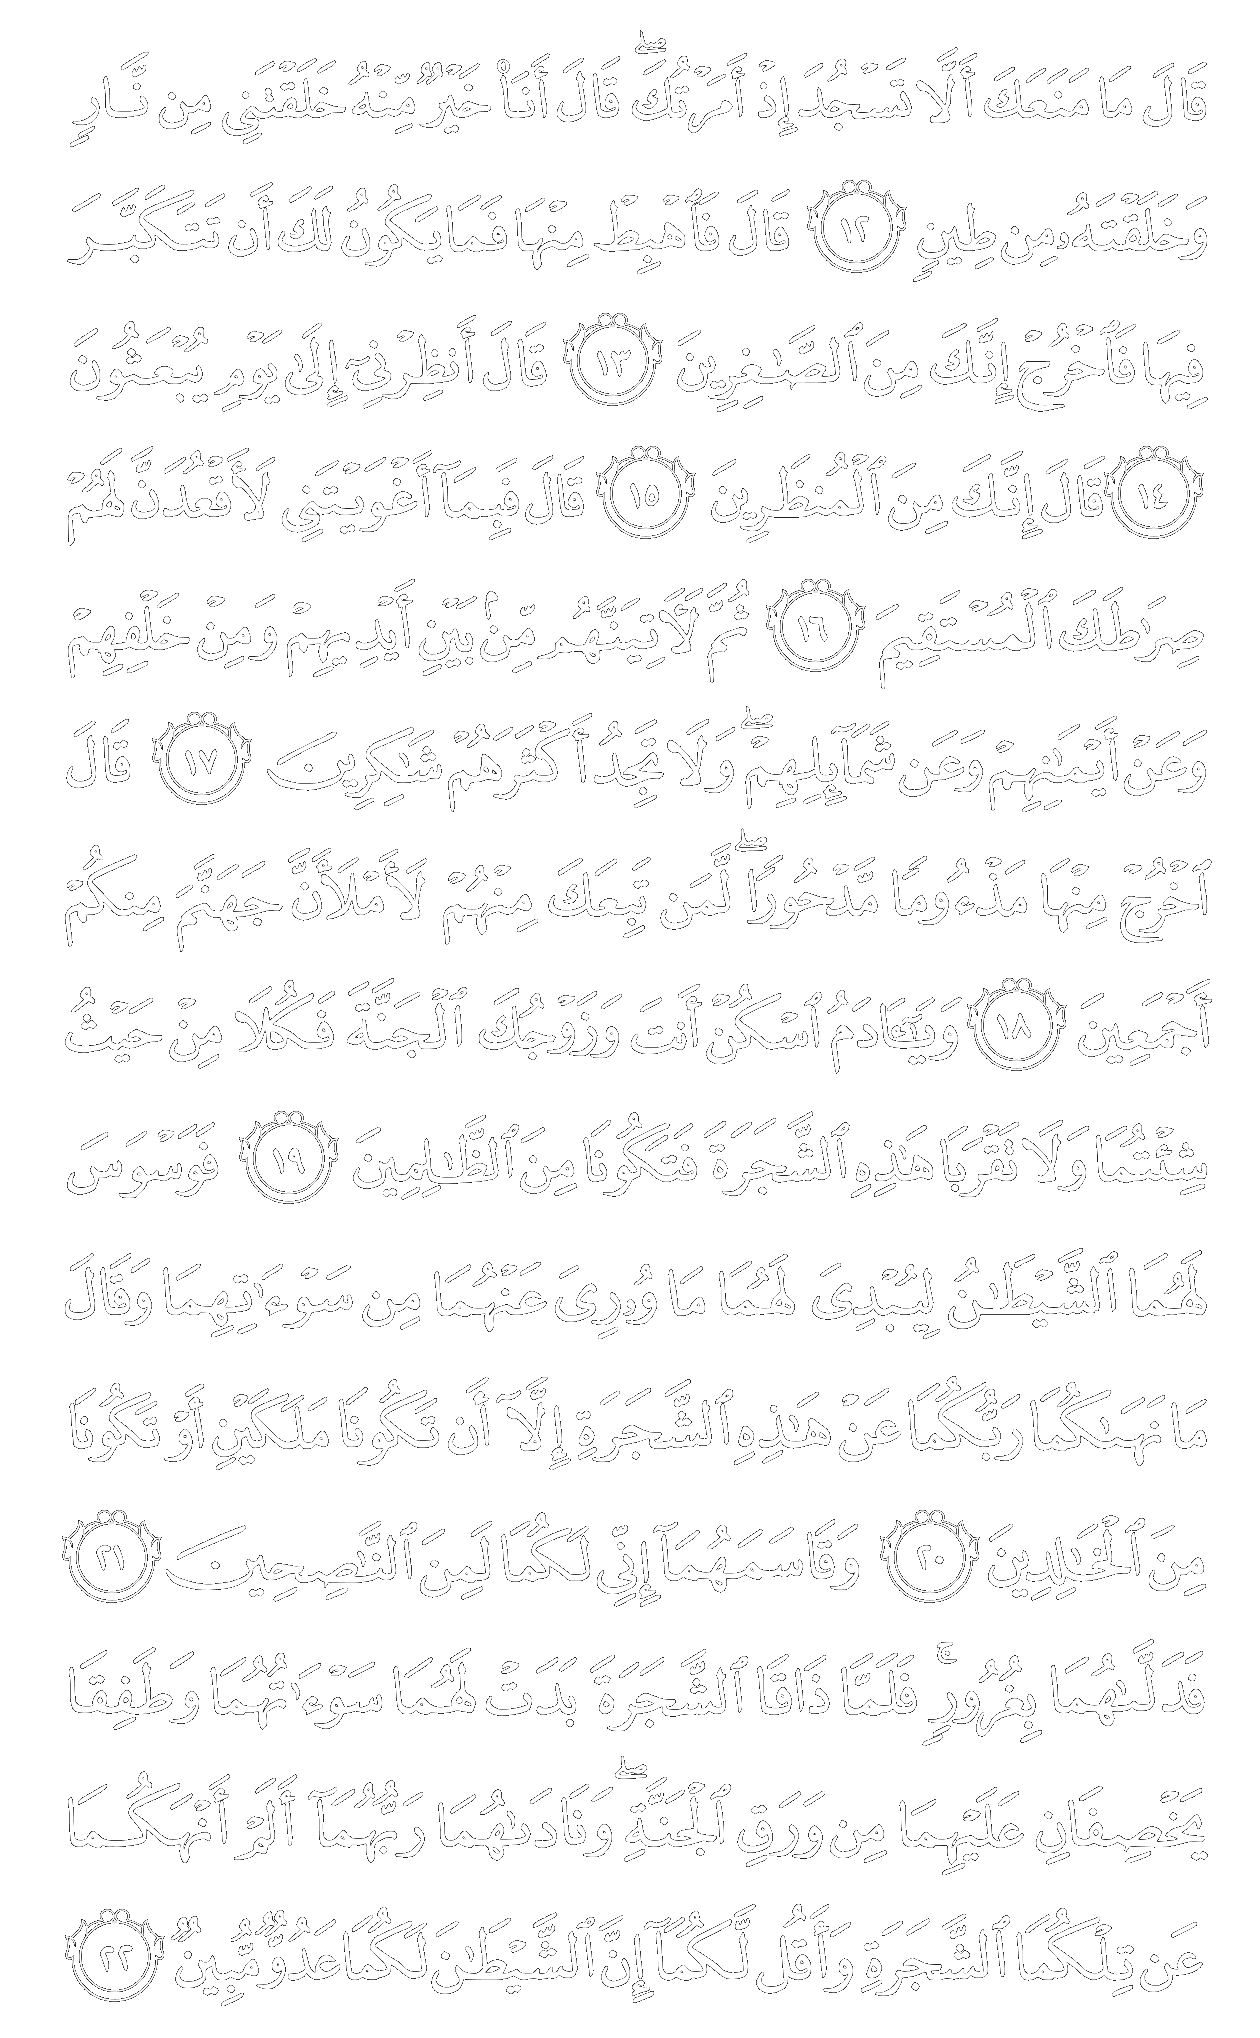 قَالَ مَا مَنَعَكَ أَلَّا تَسْجُدَ إِذْ أَمَرْتُكَ ۖ قَالَ أَنَا۠ خَيْرٌ مِّنْهُ خَلَقْتَنِى مِن نَّارٍ
وَخَلَقْتَهُۥ مِن طِينٍ ١٢ قَالَ فَٱهْبِطْ مِنْهَا فَمَا يَكُونُ لَكَ أَن تَتَكَبَّرَ
فِيهَا فَٱخْرُجْ إِنَّكَ مِنَ ٱلصَّٰغِرِينَ ١٣ قَالَ أَنظِرْنِىٓ إِلَىٰ يَوْمِ يُبْعَثُونَ
١٤ قَالَ إِنَّكَ مِنَ ٱلْمُنظَرِينَ ١٥ قَالَ فَبِمَآ أَغْوَيْتَنِى لَأَقْعُدَنَّ لَهُمْ
صِرَٰطَكَ ٱلْمُسْتَقِيمَ ١٦ ثُمَّ لَـَٔاتِيَنَّهُم مِّنۢ بَيْنِ أَيْدِيهِمْ وَمِنْ خَلْفِهِمْ
وَعَنْ أَيْمَٰنِهِمْ وَعَن شَمَآئِلِهِمْ ۖ وَلَا تَجِدُ أَكْثَرَهُمْ شَٰكِرِينَ ١٧ قَالَ
ٱخْرُجْ مِنْهَا مَذْءُومًا مَّدْحُورًا ۖ لَّمَن تَبِعَكَ مِنْهُمْ لَأَمْلَأَنَّ جَهَنَّمَ مِنكُمْ
أَجْمَعِينَ ١٨ وَيَٰٓـَٔادَمُ ٱسْكُنْ أَنتَ وَزَوْجُكَ ٱلْجَنَّةَ فَكُلَا مِنْ حَيْثُ
شِئْتُمَا وَلَا تَقْرَبَا هَٰذِهِ ٱلشَّجَرَةَ فَتَكُونَا مِنَ ٱلظَّٰلِمِينَ ١٩ فَوَسْوَسَ
لَهُمَا ٱلشَّيْطَٰنُ لِيُبْدِىَ لَهُمَا مَا وُۥرِىَ عَنْهُمَا مِن سَوْءَٰتِهِمَا وَقَالَ
مَا نَهَىٰكُمَا رَبُّكُمَا عَنْ هَٰذِهِ ٱلشَّجَرَةِ إِلَّآ أَن تَكُونَا مَلَكَيْنِ أَوْ تَكُونَا
مِنَ ٱلْخَٰلِدِينَ ٢٠ وَقَاسَمَهُمَآ إِنِّى لَكُمَا لَمِنَ ٱلنَّٰصِحِينَ ٢١
فَدَلَّىٰهُمَا بِغُرُورٍ ۚ فَلَمَّا ذَاقَا ٱلشَّجَرَةَ بَدَتْ لَهُمَا سَوْءَٰتُهُمَا وَطَفِقَا
يَخْصِفَانِ عَلَيْهِمَا مِن وَرَقِ ٱلْجَنَّةِ ۖ وَنَادَىٰهُمَا رَبُّهُمَآ أَلَمْ أَنْهَكُمَا
عَن تِلْكُمَا ٱلشَّجَرَةِ وَأَقُل لَّكُمَآ إِنَّ ٱلشَّيْطَٰنَ لَكُمَا عَدُوٌّ مُّبِينٌ ٢٢